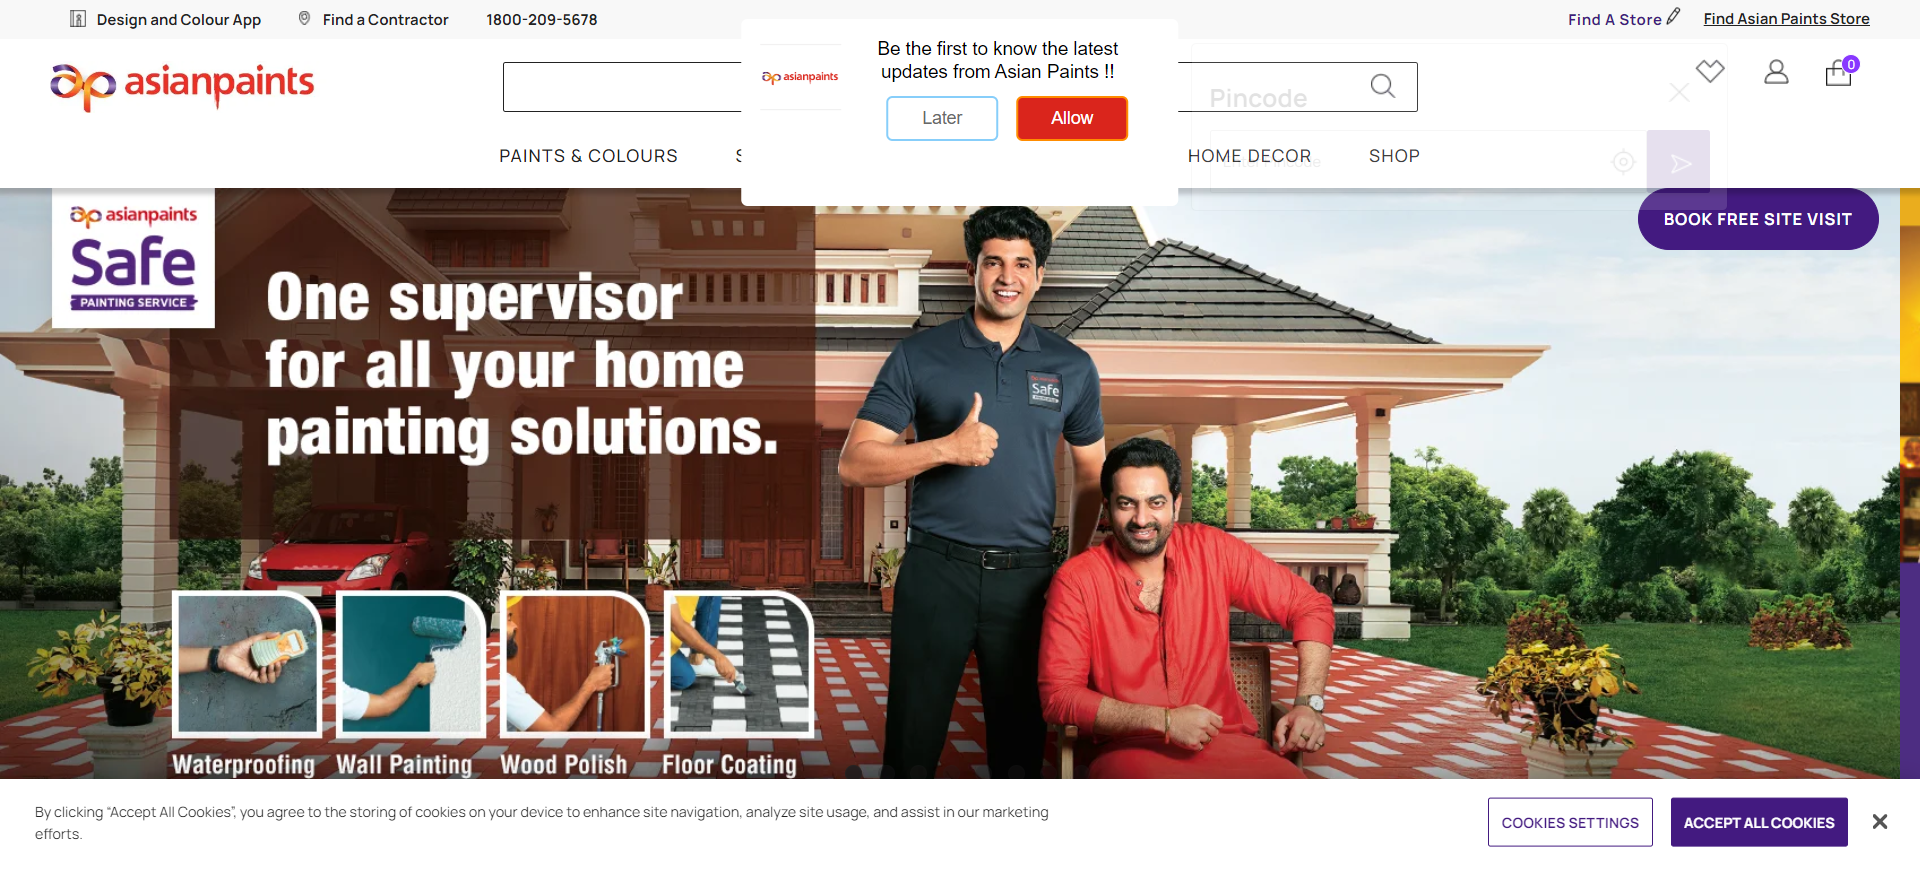 Design and Colour App
Find a Contractor
1800-209-5678
Find A Store
Find Asian Paints Store
asianpaints
asianpaints
Be the first to know the latest
updates from Asian Paints !!
Later
Allow
Pincode
0
PAINTS & COLOURS
HOME DECOR
SHOP
BOOK FREE SITE VISIT
asianpaints
Safe
PAINTING SERVICE
One supervisor
for all your home
painting solutions.
Safe
Waterproofing
Wall Painting
Wood Polish
Floor Coating
By clicking “Accept All Cookies”, you agree to the storing of cookies on your device to enhance site navigation, analyze site usage, and assist in our marketing
efforts.
COOKIES SETTINGS
ACCEPT ALL COOKIES